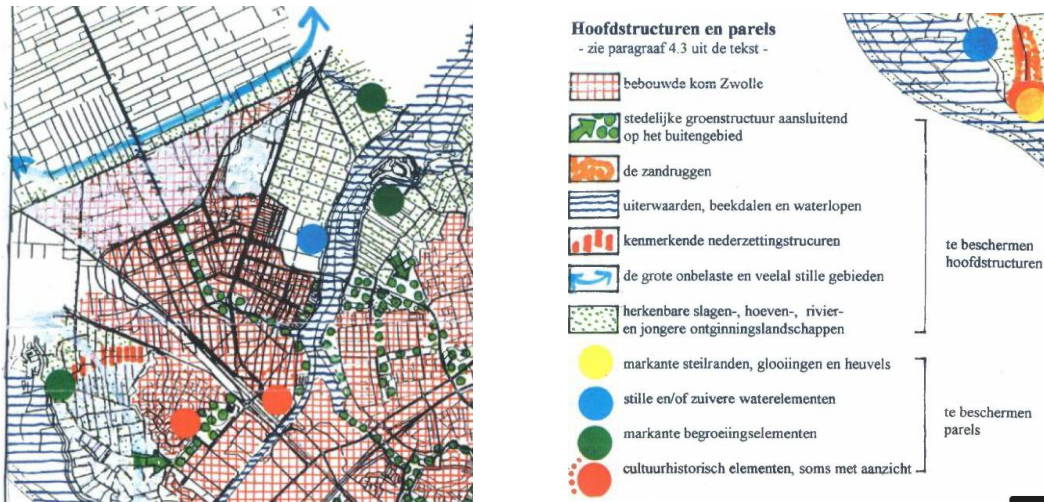 Hoofdstructuren en parels
- zie paragraaf 4.3 uit de tekst -
bebouwde kom Zwolle
stedelijke groenstructuur aansluitend
op het buitengebied
de zandruggen
uiterwaarden, beekdalen en waterlopen
kenmerkende nederzettingstrucuren
de grote onbelaste en veelal stille gebieden
herkenbare slagen-, hoeven-, rivier-
en jongere ontginningslandschappen
te beschermen
hoofdstructuren
markante steilranden, glooiingen en heuvels
stille en/of zuivere waterelementen
markante begroeiingselementen
cultuurhistorisch elementen, soms met aanzicht
te beschermen
parels